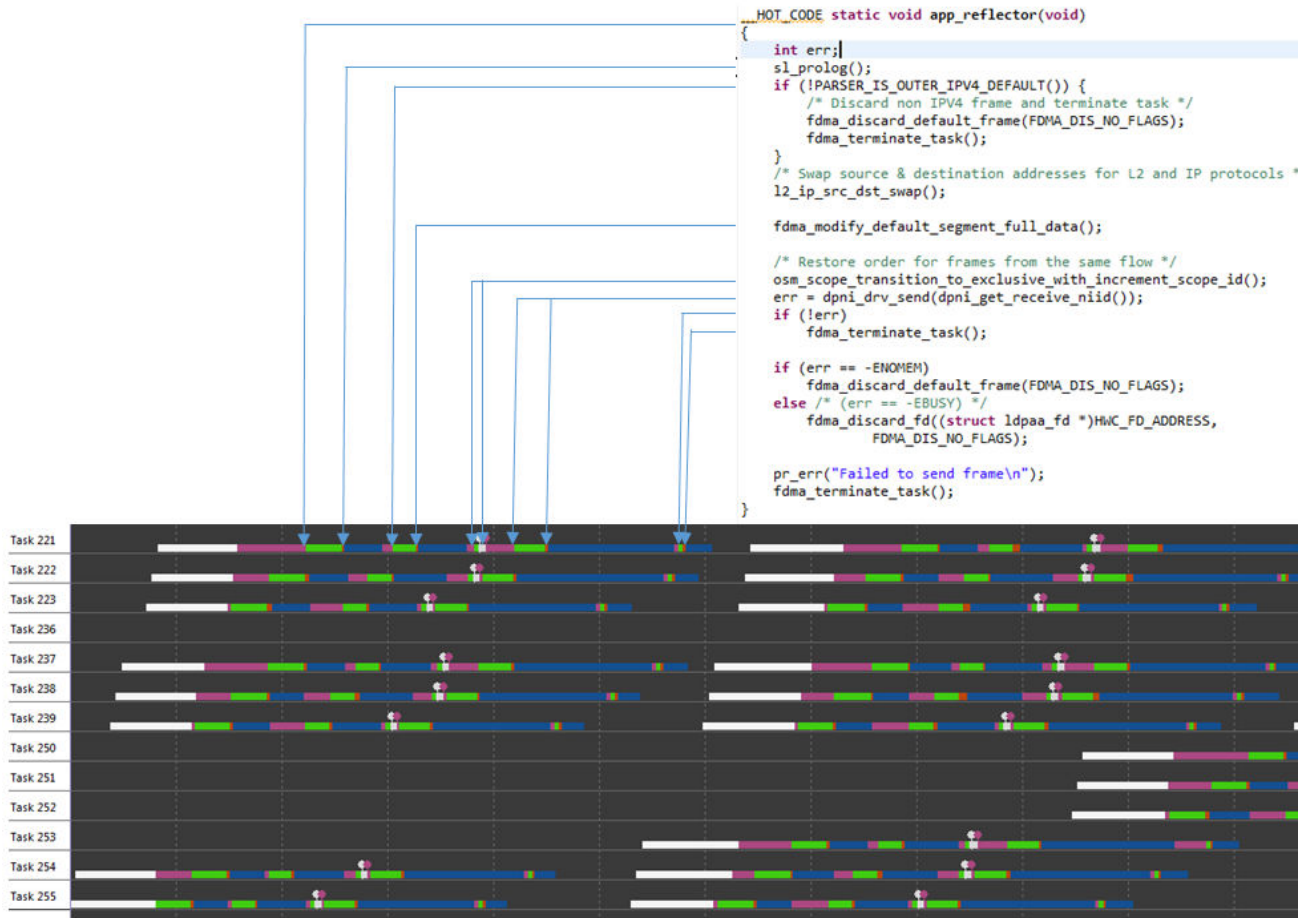 __HOT_CODE static void app_reflector(void)
{
    int err;
    sl_prolog();
    if (!PARSER_IS_OUTER_IPV4_DEFAULT()) {
        /* Discard non IPV4 frame and terminate task */
        fdma_discard_default_frame(FDMA_DIS_NO_FLAGS);
        fdma_terminate_task();
    }
    /* Swap source & destination addresses for L2 and IP protocols *
    l2_ip_src_dst_swap();
    fdma_modify_default_segment_full_data();
    /* Restore order for frames from the same flow */
    osm_scope_transition_to_exclusive_with_increment_scope_id();
    err = dpni_drv_send(dpni_get_receive_niid());
    if (!err)
        fdma_terminate_task();
    if (err == -ENOMEM)
        fdma_discard_default_frame(FDMA_DIS_NO_FLAGS);
    else /* (err == -EBUSY) */
        fdma_discard_fd((struct ldpaa_fd *)HWC_FD_ADDRESS,
                FDMA_DIS_NO_FLAGS);
    pr_err("Failed to send frame\n");
    fdma_terminate_task();
}
Task 221
Task 222
Task 223
Task 236
Task 237
Task 238
Task 239
Task 250
Task 251
Task 252
Task 253
Task 254
Task 255